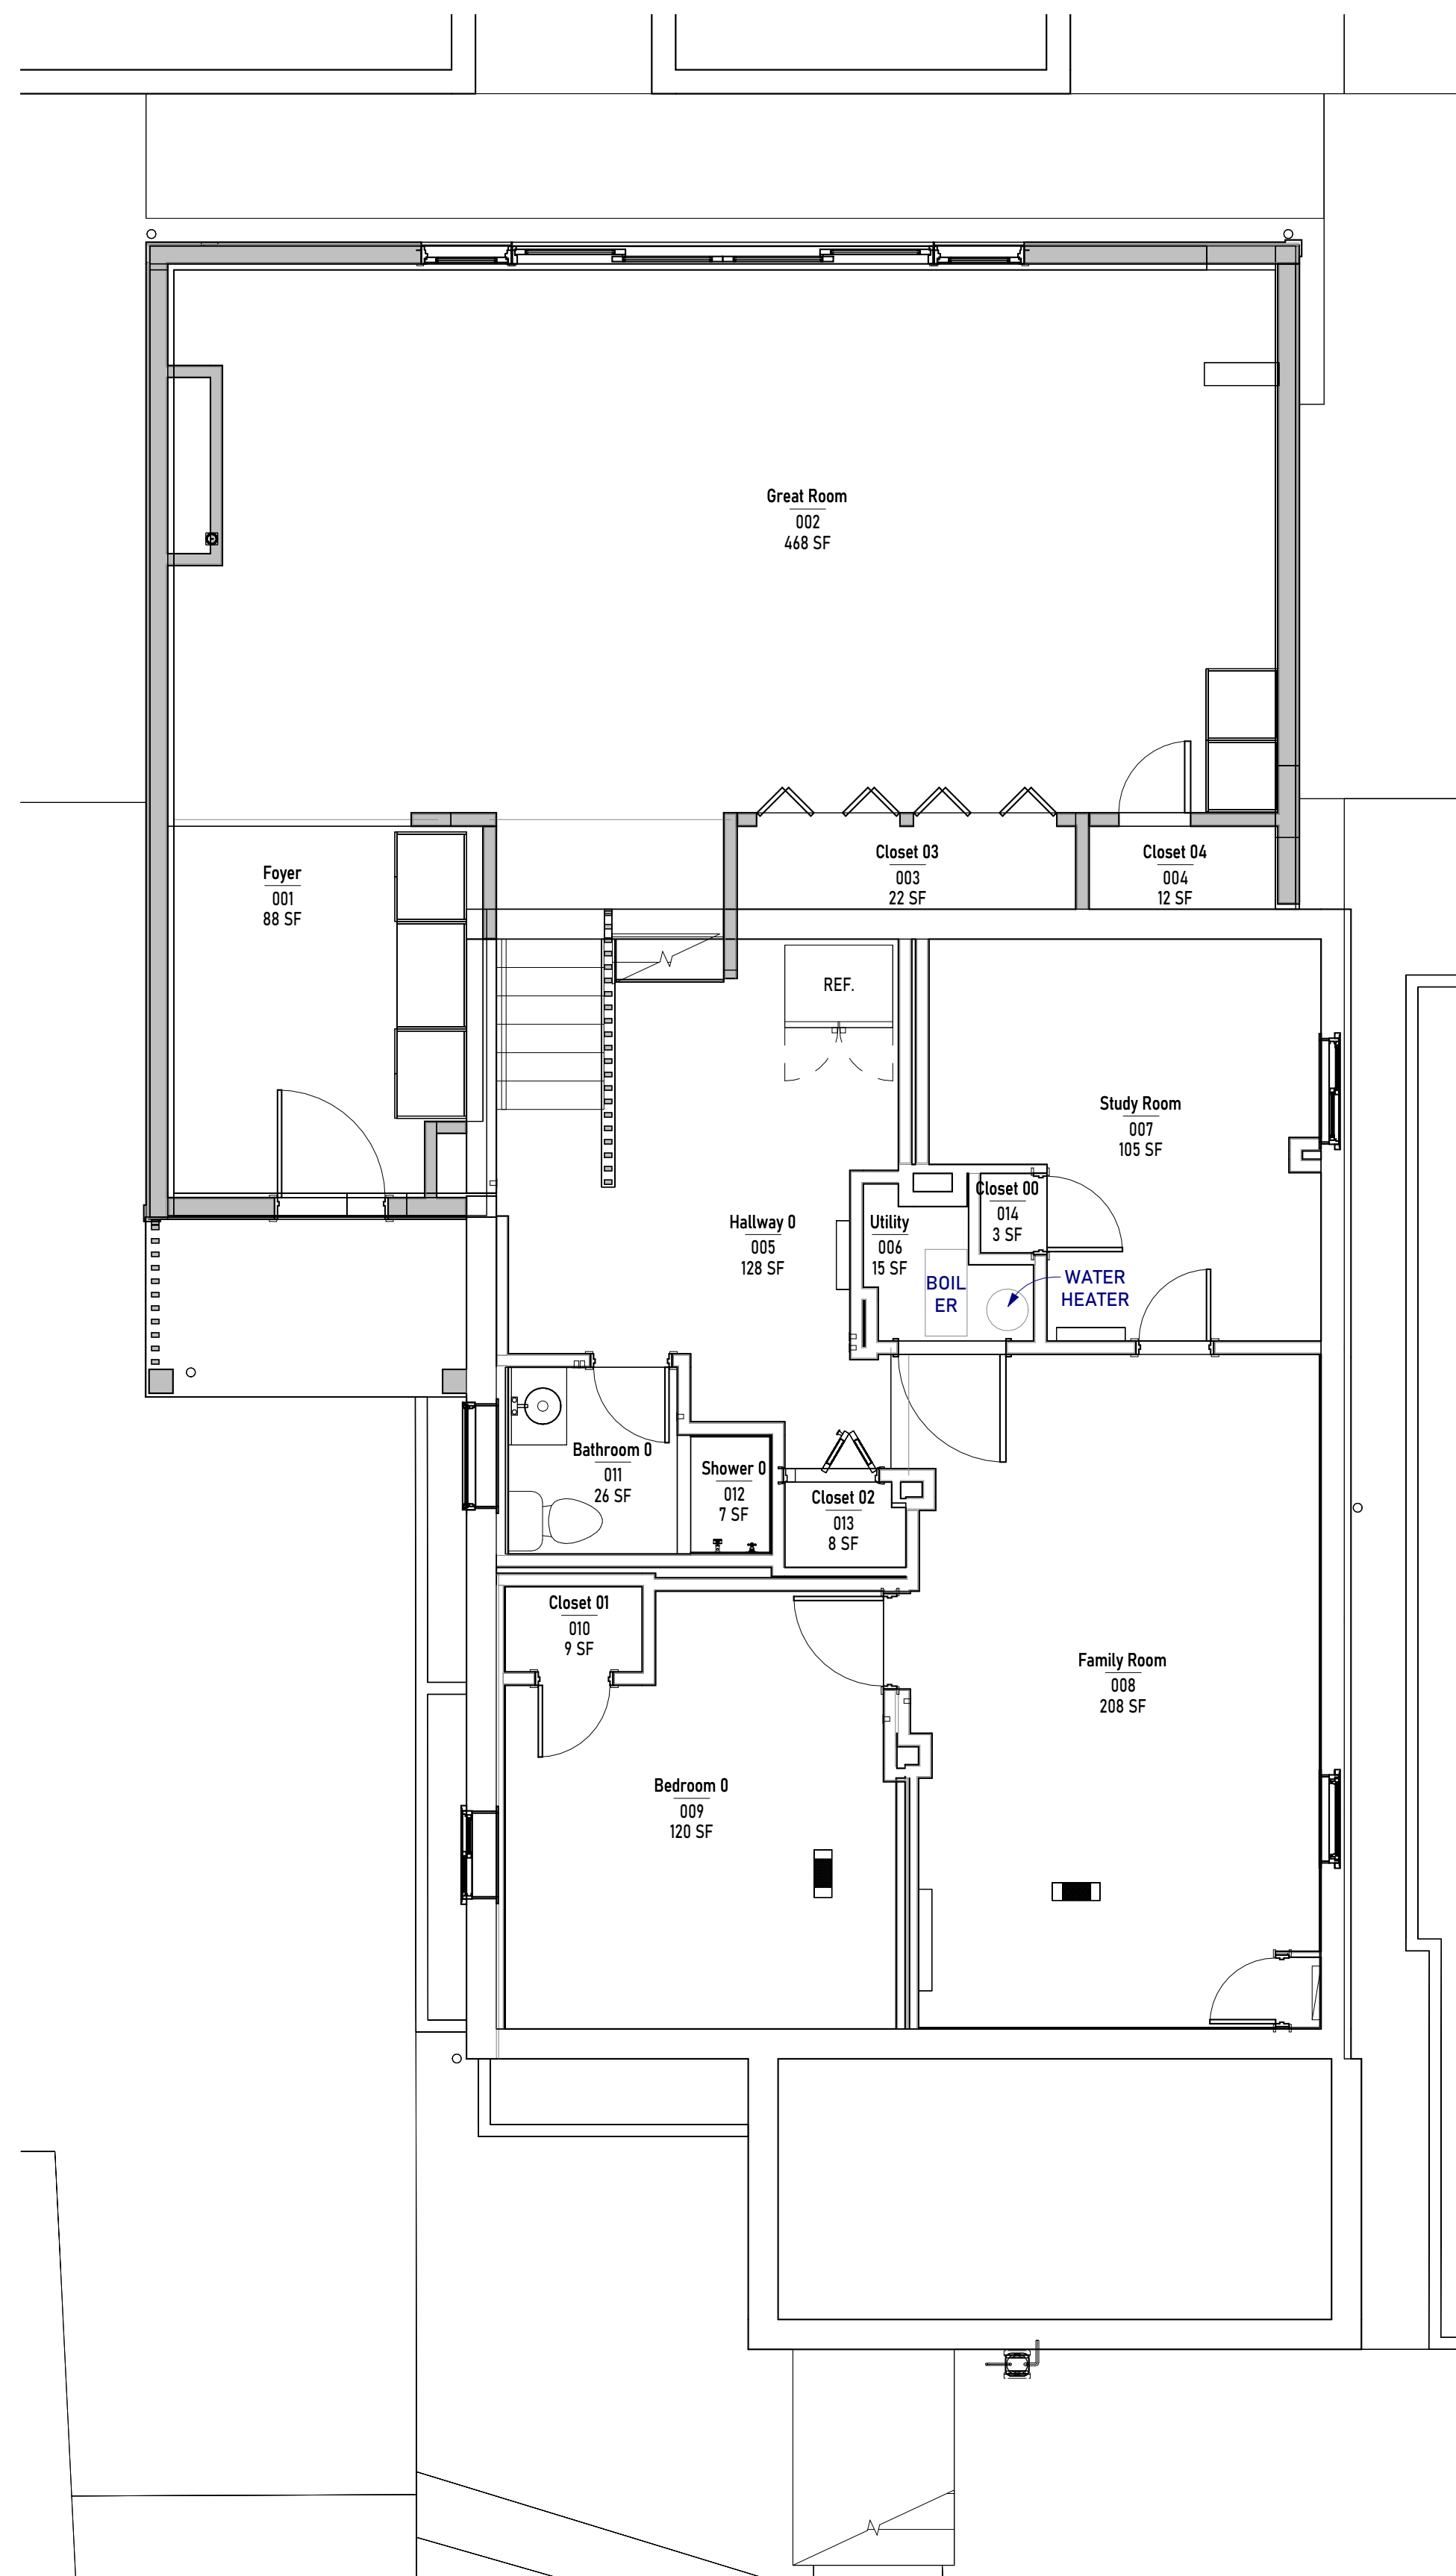 Great Room
002
468 SF
Closet 03
003
22 SF
Closet 04
004
12 SF
Foyer
001
88 SF
REF.
Study Room
007
105 SF
Closet 00
014
3 SF
Hallway 0
005
128 SF
Utility
006
15 SF
BOIL
ER
WATER
HEATER
Bathroom 0
011
26 SF
Shower 0
012
7 SF
Closet 02
013
8 SF
Closet 01
010
9 SF
Family Room
008
208 SF
Bedroom 0
009
120 SF